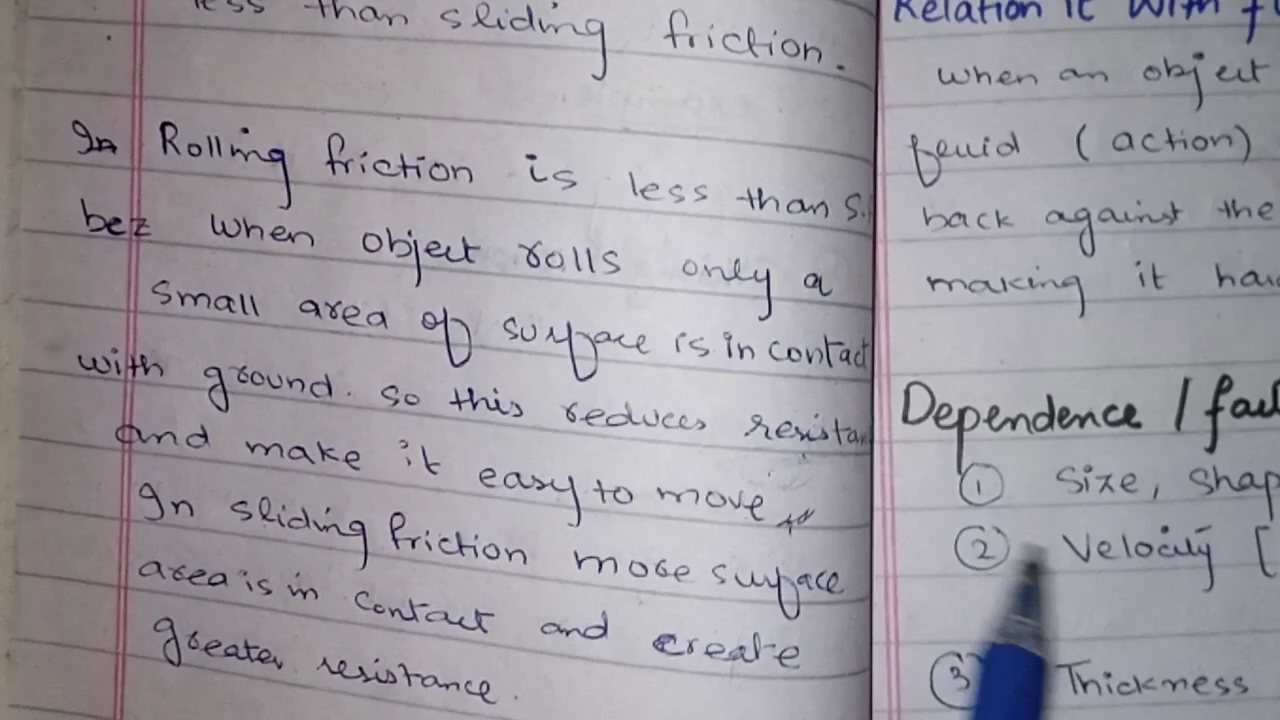 less than sliding friction.
In Rolling friction is less than S.
bcz when object rolls only a
small area of surface is in contact
with ground. so this reduces resistan
and make it easy to move
In sliding friction more surface
area is in contact and create
greater resistance.
Relation it with
when an object
fluid (action)
back against the
making it ha
Dependence / fa
① Size, shap
② Velocity [
③ Thickness